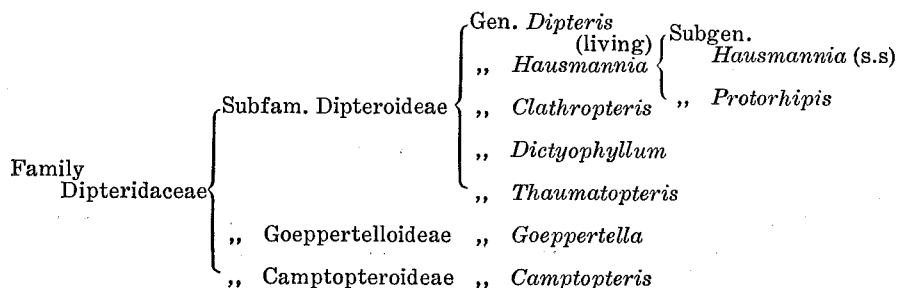 Gen. Dipteris
(living)
Subgen.
Hausmannia (s.s)
„ Hausmannia
„ Protorhipis
Subfam. Dipteroideae
„ Clathropteris
„ Dictyophyllum
Family
Dipteridaceae
„ Thaumatopteris
„ Goeppertelloideae „ Goeppertella
„ Camptopteroideae „ Camptopteris